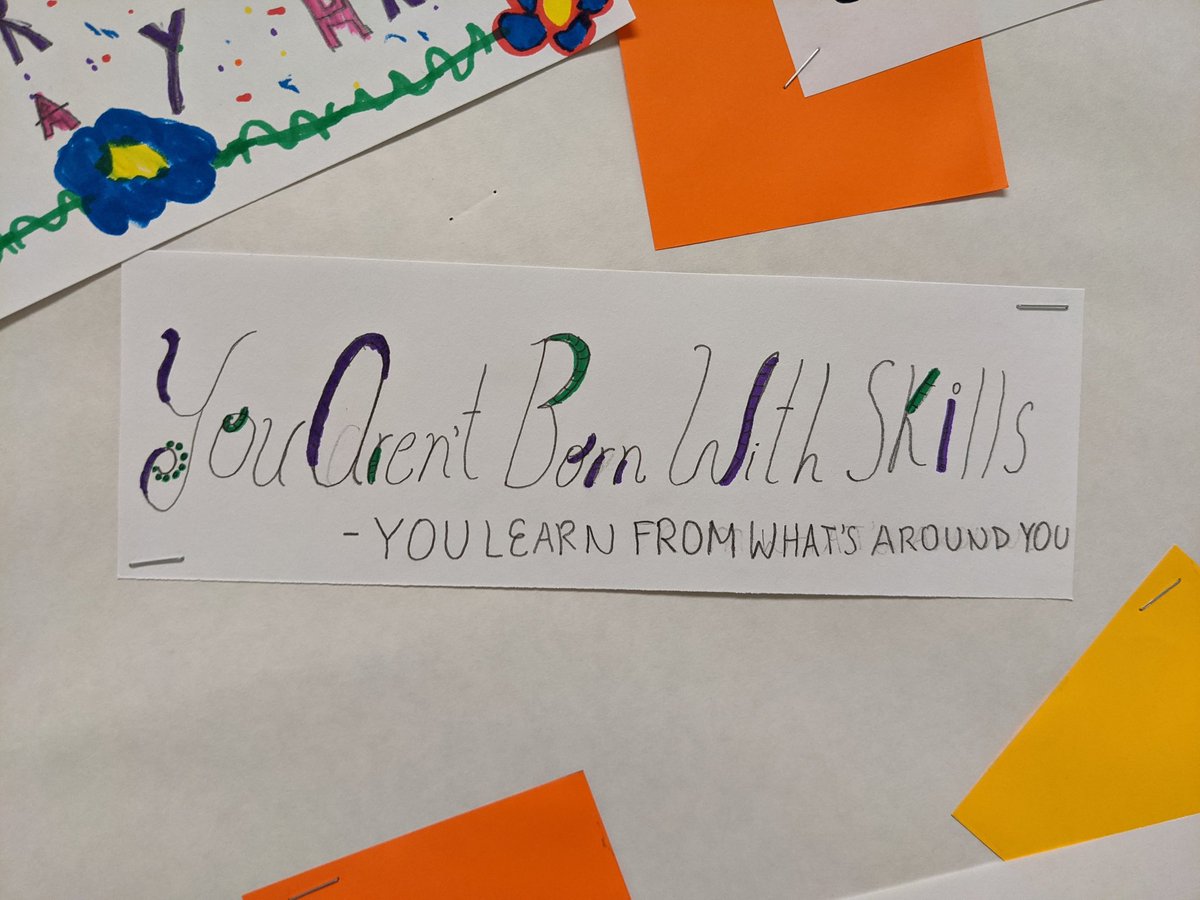 You Aren't Born With Skills
- YOU LEARN FROM WHAT'S AROUND YOU